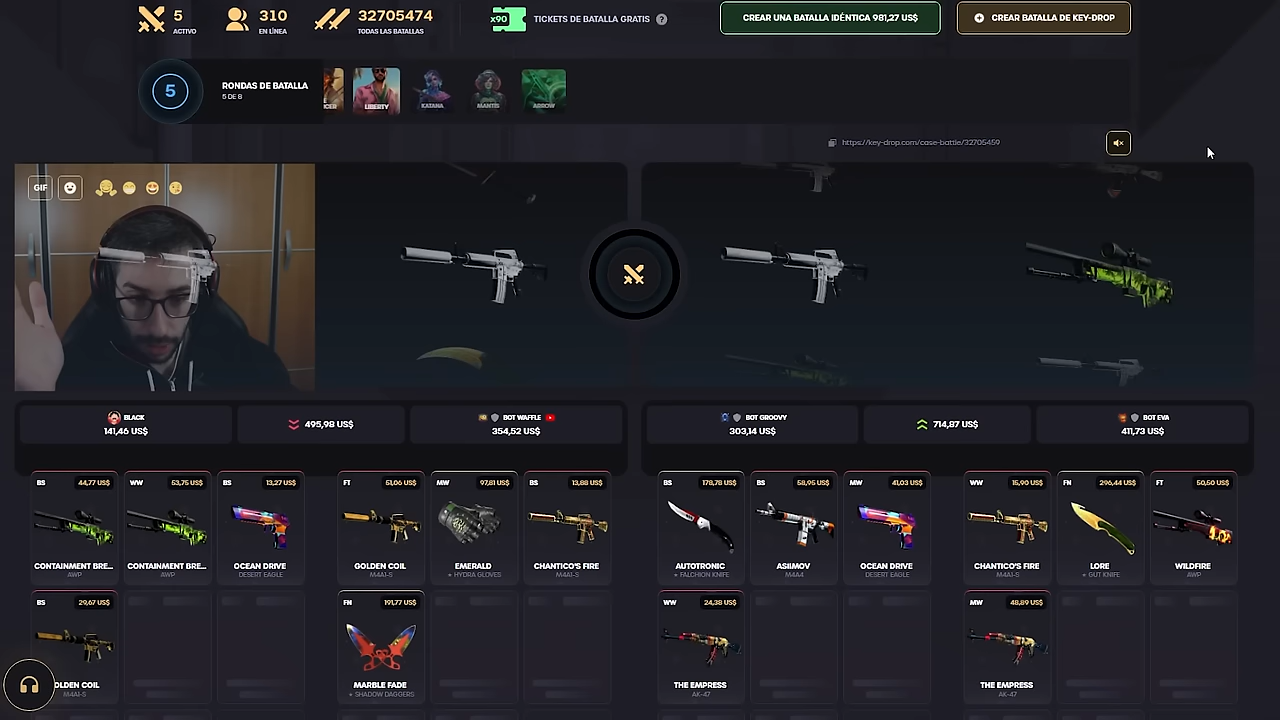 5
ACTIVO
310
EN LÍNEA
32705474
TODAS LAS BATALLAS
x90
TICKETS DE BATALLA GRATIS ?
CREAR UNA BATALLA IDÉNTICA 981,27 US$
CREAR BATALLA DE KEY-DROP
5
RONDAS DE BATALLA
5 DE 8
LIBERTY
KATANA
MANTIS
ARROW
https://key-drop.com/case-battle/32705459
GIF
BLACK
141,46 US$
495,98 US$
BOT WAFFLE
354,52 US$
BOT GROOVY
303,14 US$
714,87 US$
BOT EVA
411,73 US$
BS 44,77 US$
CONTAINMENT BRE...
AWP
WW 53,75 US$
CONTAINMENT BRE...
AWP
BS 13,27 US$
OCEAN DRIVE
DESERT EAGLE
FT 51,06 US$
GOLDEN COIL
M4A1-S
MW 97,81 US$
EMERALD
★ HYDRA GLOVES
BS 13,88 US$
CHANTICO'S FIRE
M4A1-S
BS 178,78 US$
AUTOTRONIC
★ FALCHION KNIFE
BS 58,95 US$
ASIIMOV
M4A4
MW 41,03 US$
OCEAN DRIVE
DESERT EAGLE
WW 15,90 US$
CHANTICO'S FIRE
M4A1-S
FN 296,44 US$
LORE
★ GUT KNIFE
FT 50,50 US$
WILDFIRE
AWP
BS 29,67 US$
OLDEN COIL
M4A1-S
FN 191,77 US$
MARBLE FADE
★ SHADOW DAGGERS
WW 24,38 US$
THE EMPRESS
AK-47
MW 48,89 US$
THE EMPRESS
AK-47